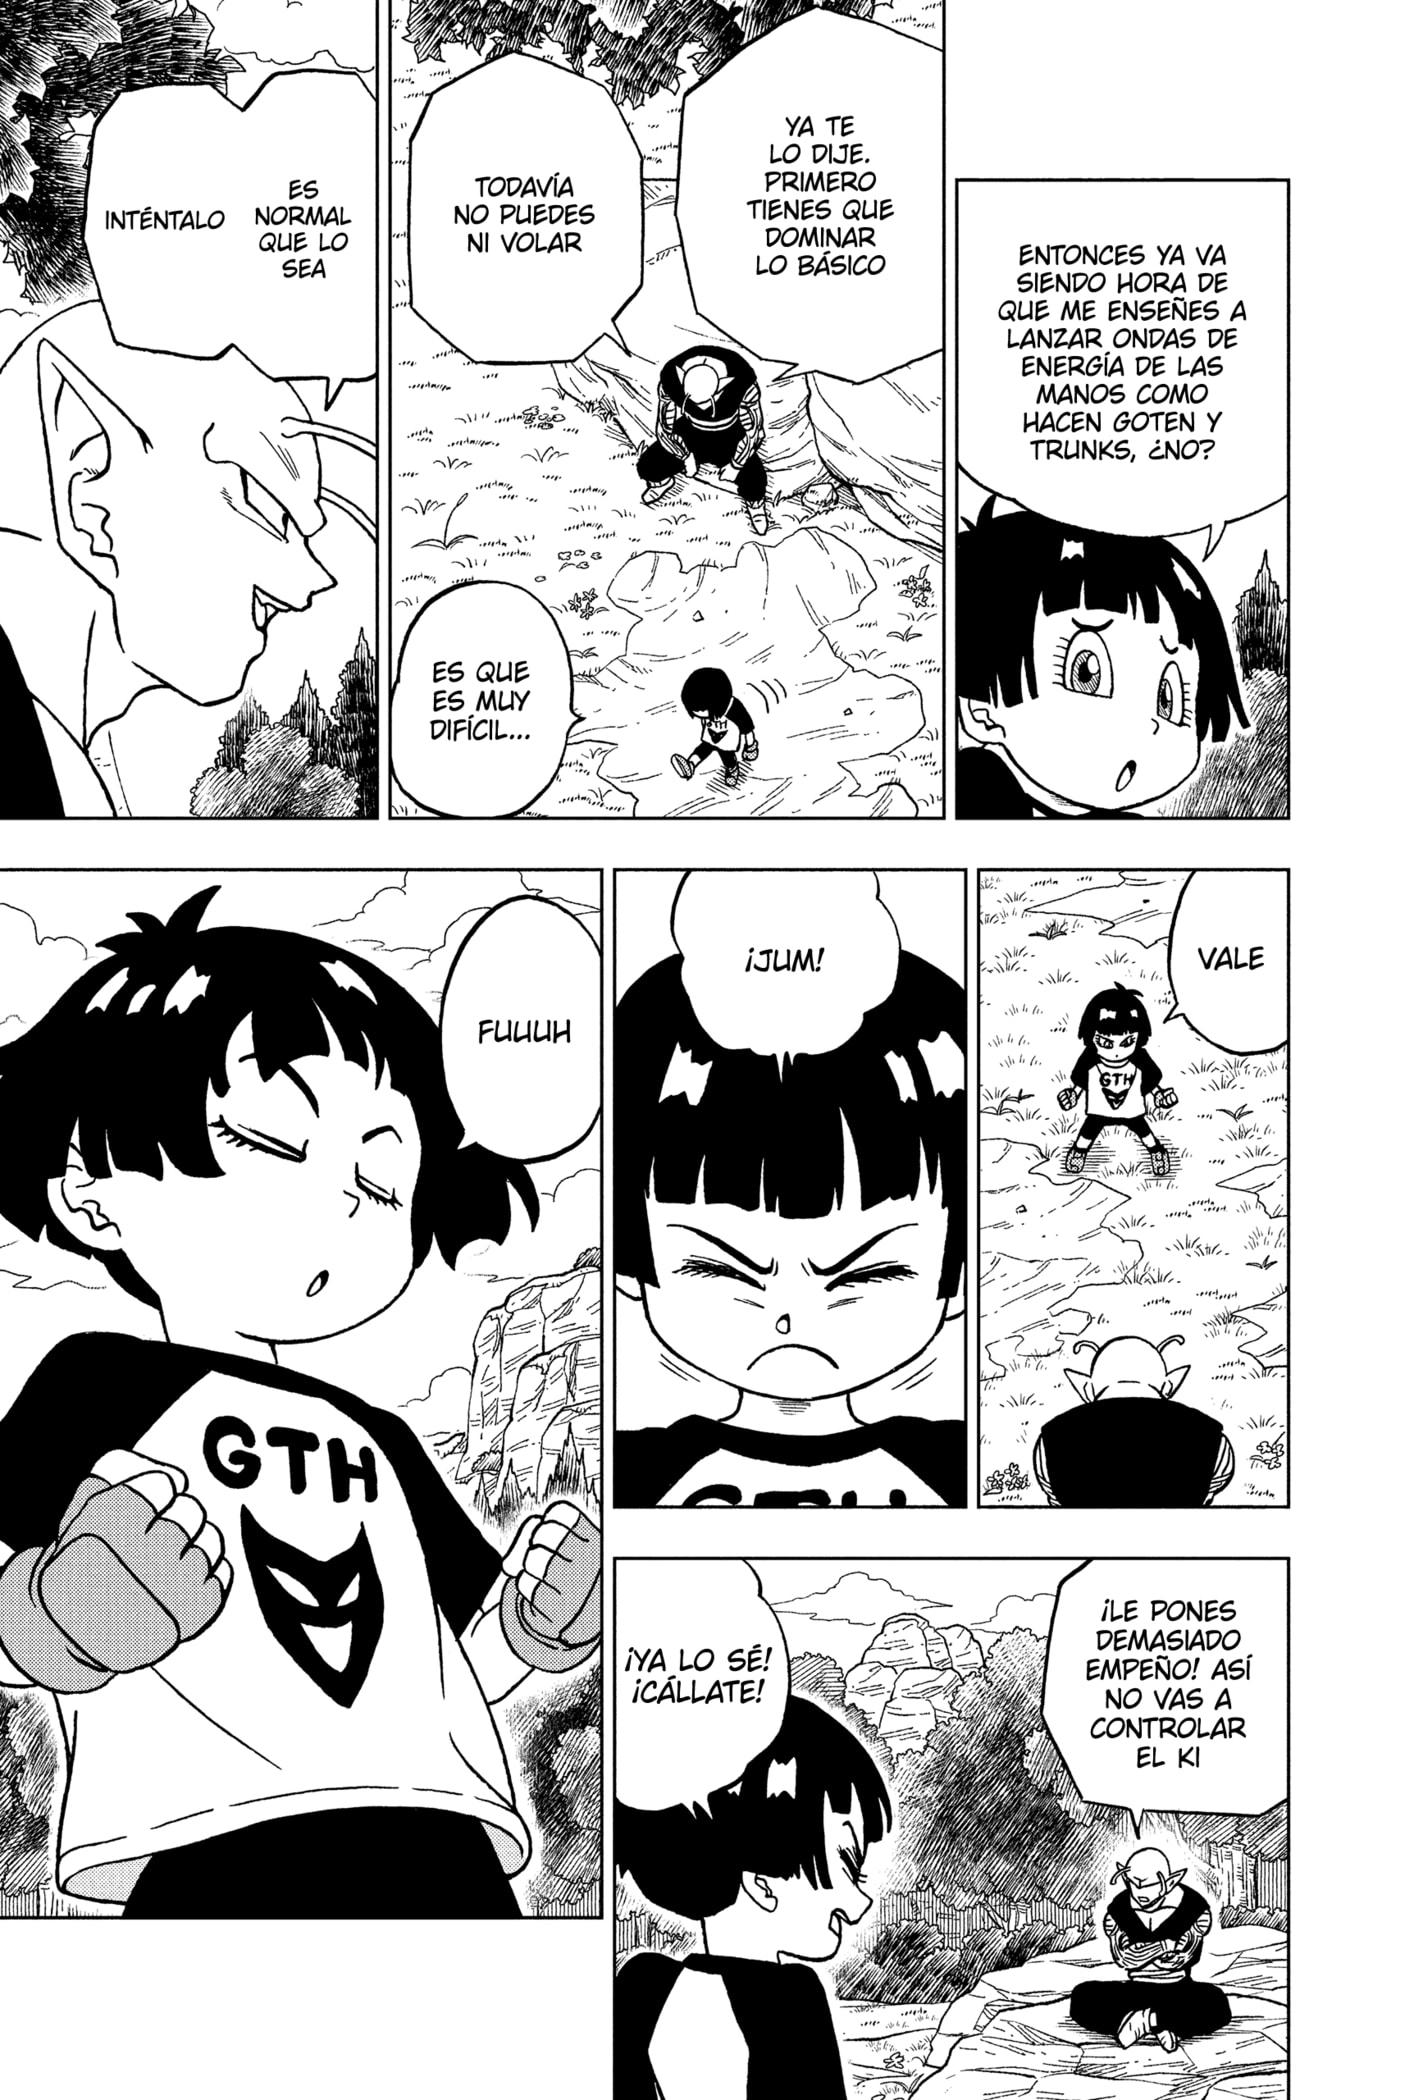 ENTONCES YA VA
SIENDO HORA DE
QUE ME ENSEÑES A
LANZAR ONDAS DE
ENERGÍA DE LAS
MANOS COMO
HACEN GOTEN Y
TRUNKS, ¿NO?
YA TE
LO DIJE.
PRIMERO
TIENES QUE
DOMINAR
LO BÁSICO
TODAVÍA
NO PUEDES
NI VOLAR
ES QUE
ES MUY
DIFÍCIL...
GTH
ES
NORMAL
QUE LO
SEA
INTÉNTALO
VALE
GTH
¡JUM!
GTH
FUUUH
GTH
¡LE PONES
DEMASIADO
EMPEÑO! ASÍ
NO VAS A
CONTROLAR
EL KI
¡YA LO SÉ!
¡CÁLLATE!